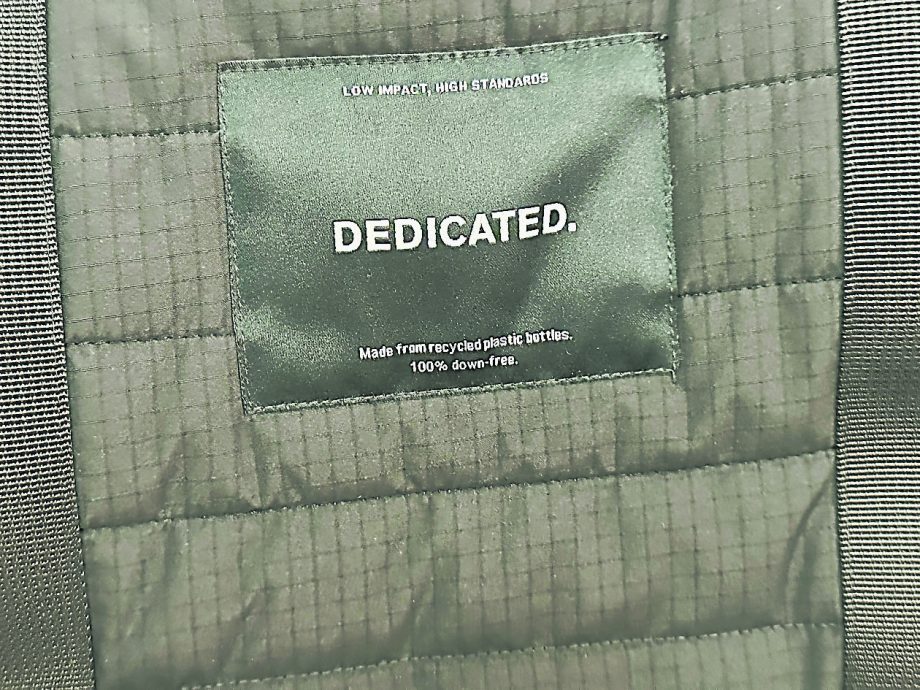 LOW IMPACT, HIGH STANDARDS
DEDICATED.
Made from recycled plastic bottles.
100% down-free.